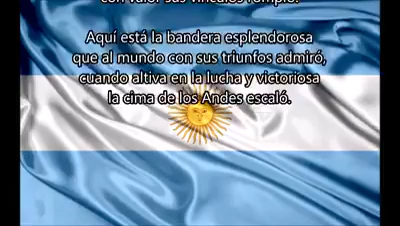 con valor sus vínculos rompió.
Aquí está la bandera esplendorosa
que al mundo con sus triunfos admiró,
cuando altiva en la lucha y victoriosa
la cima de los Andes escaló.